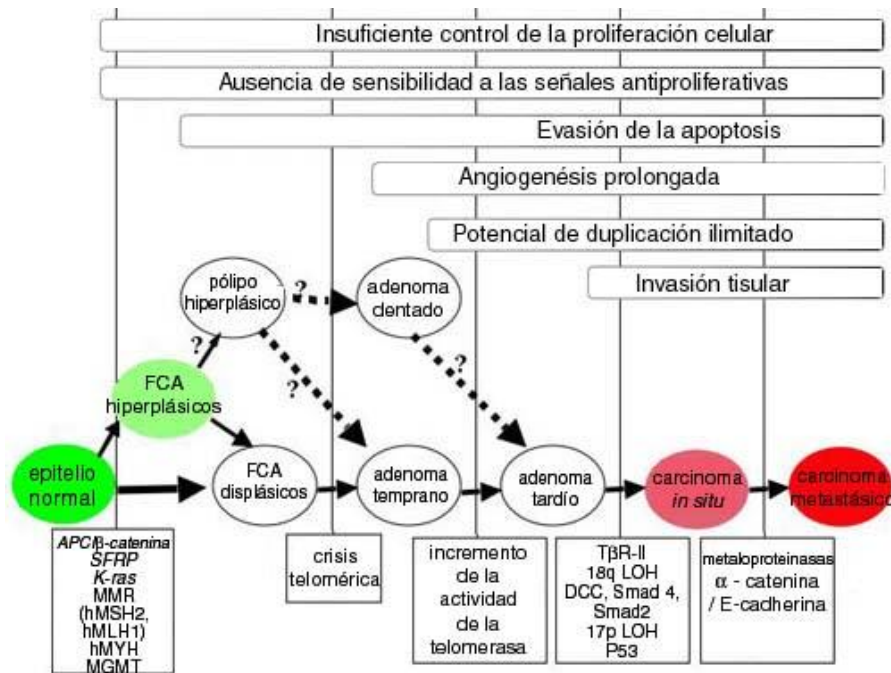 Insuficiente control de la proliferación celular
Ausencia de sensibilidad a las señales antiproliferativas
Evasión de la apoptosis
Angiogenésis prolongada
Potencial de duplicación ilimitado
Invasión tisular
pólipo
hiperplásico
?
adenoma
dentado
?
?
?
FCA
hiperplásicos
epitelio
normal
FCA
displásicos
adenoma
temprano
adenoma
tardío
carcinoma
in situ
carcinoma
metastásico
APC/β-catenina
SFRP
K-ras
MMR
(hMSH2,
hMLH1)
hMYH
MGMT
crisis
telomérica
incremento
de la
actividad
de la
telomerasa
TβR-II
18q LOH
DCC, Smad 4,
Smad2
17p LOH
P53
metaloproteinasas
α - catenina
/ E-cadherina